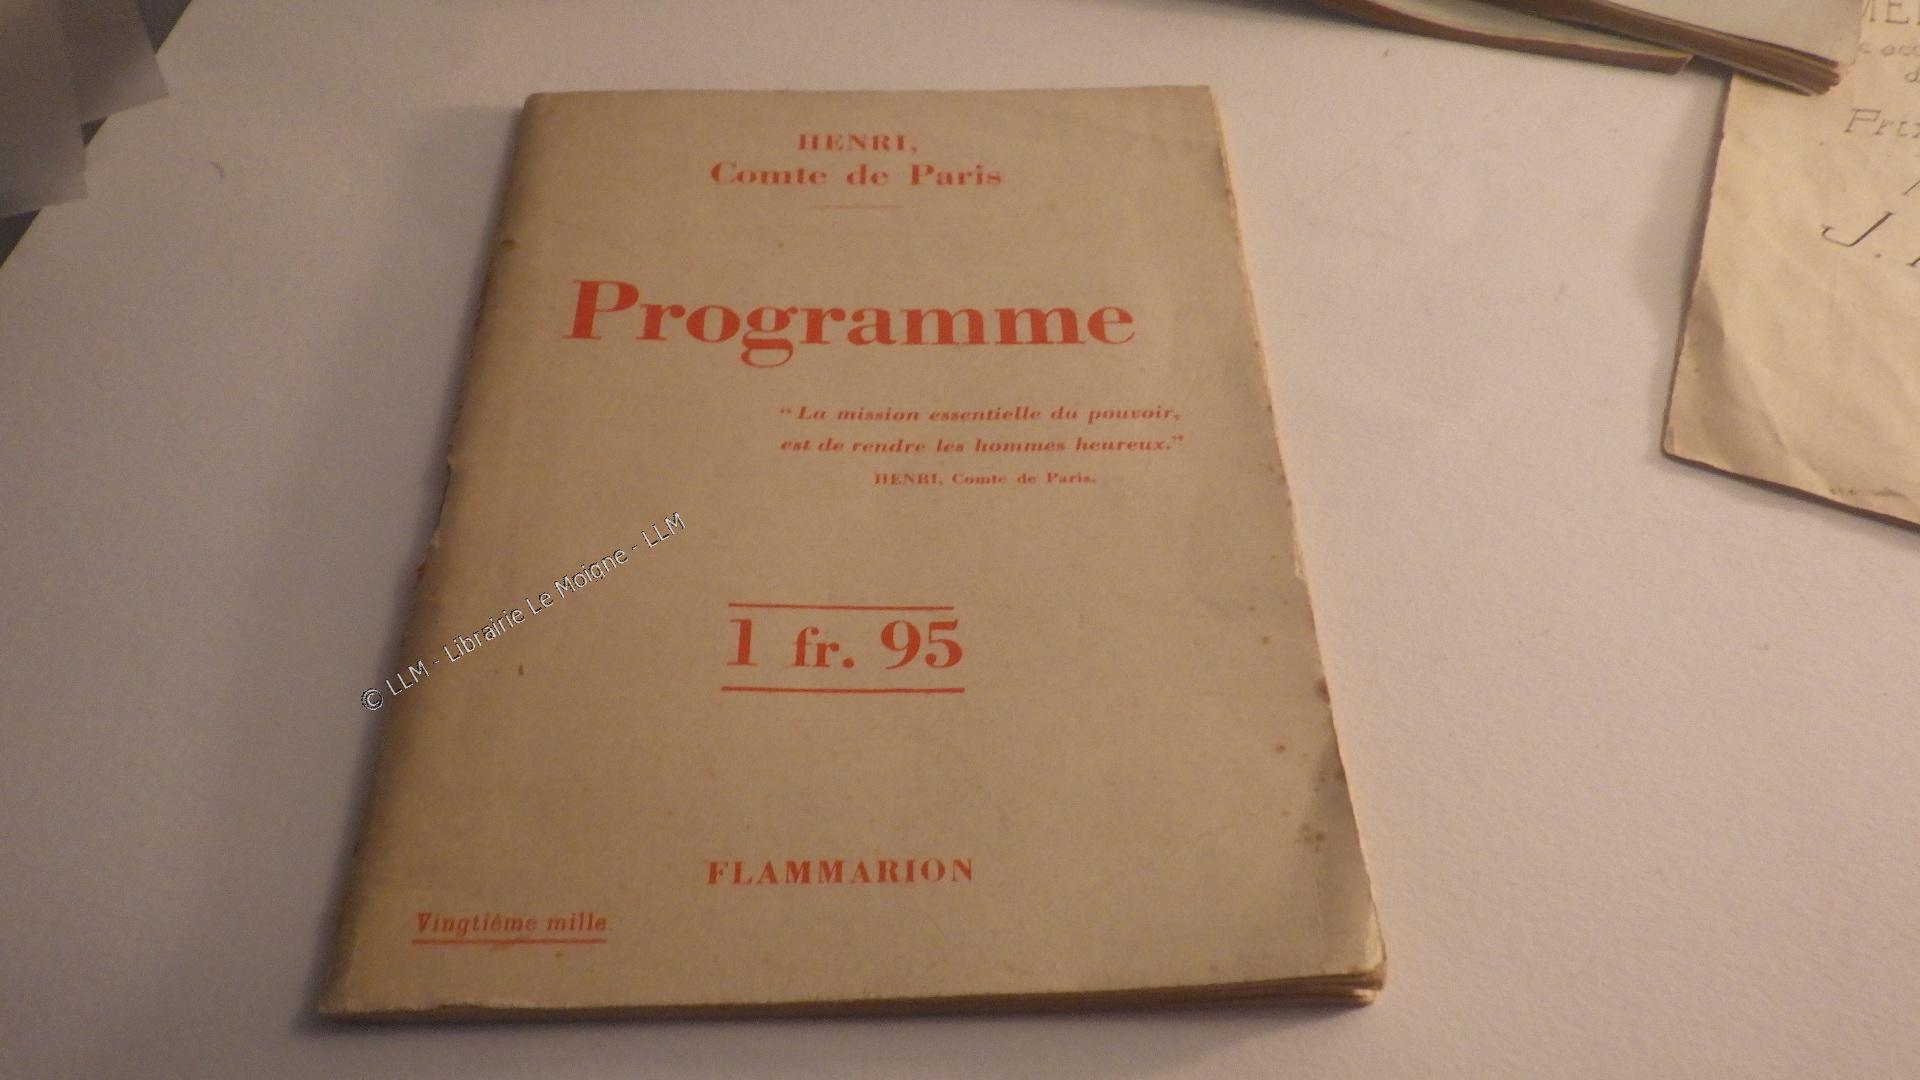 HENRI,
Comte de Paris
Programme
“La mission essentielle du pouvoir,
est de rendre les hommes heureux.”
HENRI, Comte de Paris.
1 fr. 95
FLAMMARION
Vingtième mille
© LLM - Librairie Le Moigne - LLM
Pri
J.